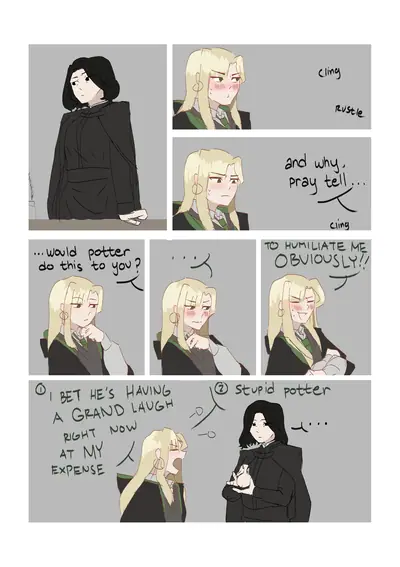 cling
RUSTLE
and why,
pray tell...
cling
...would potter
do this to you?
....
TO HUMILIATE ME
OBVIOUSLY!!
① I BET HE'S HAVING
A GRAND LAUGH
RIGHT NOW
AT MY
EXPENSE
② Stupid potter
....